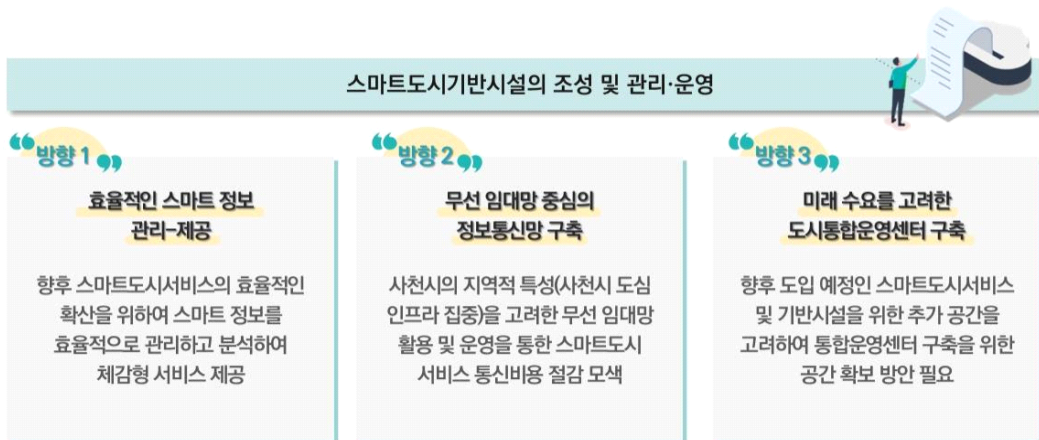 스마트도시기반시설의 조성 및 관리·운영
방향 1
효율적인 스마트 정보
관리-제공
향후 스마트도시서비스의 효율적인
확산을 위하여 스마트 정보를
효율적으로 관리하고 분석하여
체감형 서비스 제공
방향 2
무선 임대망 중심의
정보통신망 구축
사천시의 지역적 특성(사천시 도심
인프라 집중)을 고려한 무선 임대망
활용 및 운영을 통한 스마트도시
서비스 통신비용 절감 모색
방향 3
미래 수요를 고려한
도시통합운영센터 구축
향후 도입 예정인 스마트도시서비스
및 기반시설을 위한 추가 공간을
고려하여 통합운영센터 구축을 위한
공간 확보 방안 필요